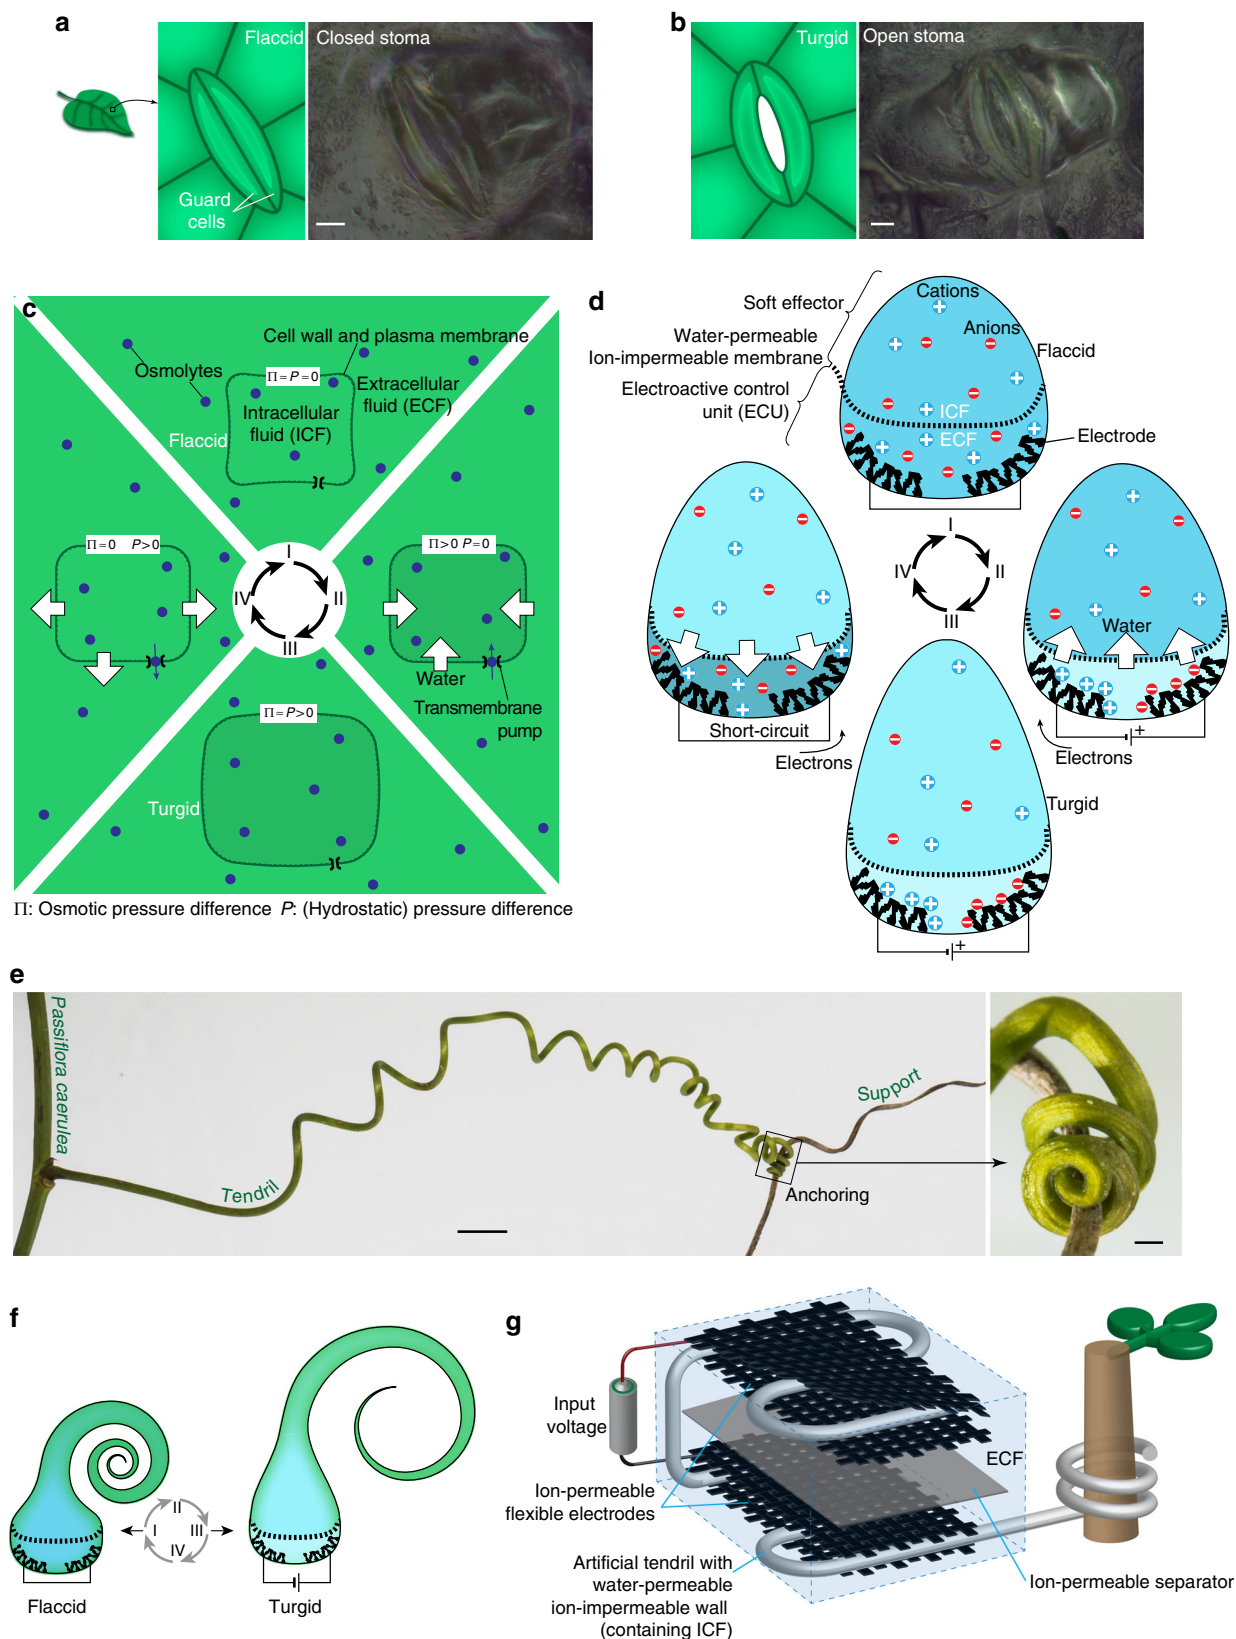 a
Flaccid
Closed stoma
Guard
cells
b
Turgid
Open stoma
c
Cell wall and plasma membrane
Osmolytes
Π = P = 0
Extracellular
fluid (ECF)
Intracellular
fluid (ICF)
Flaccid
Π = 0 P > 0
Π > 0 P = 0
I
II
III
IV
Water
Transmembrane
pump
Π = P > 0
Turgid
Π: Osmotic pressure difference P: (Hydrostatic) pressure difference
d
Soft effector
Water-permeable
Ion-impermeable membrane
Electroactive control
unit (ECU)
Cations
Anions
Flaccid
ICF
ECF
Electrode
I
II
III
IV
Water
Short-circuit
Electrons
+
Electrons
Turgid
+
e
Passiflora caerulea
Tendril
Support
Anchoring
f
II
I
III
IV
Flaccid
Turgid
g
Input
voltage
ECF
Ion-permeable
flexible electrodes
Artificial tendril with
water-permeable
ion-impermeable wall
(containing ICF)
Ion-permeable separator